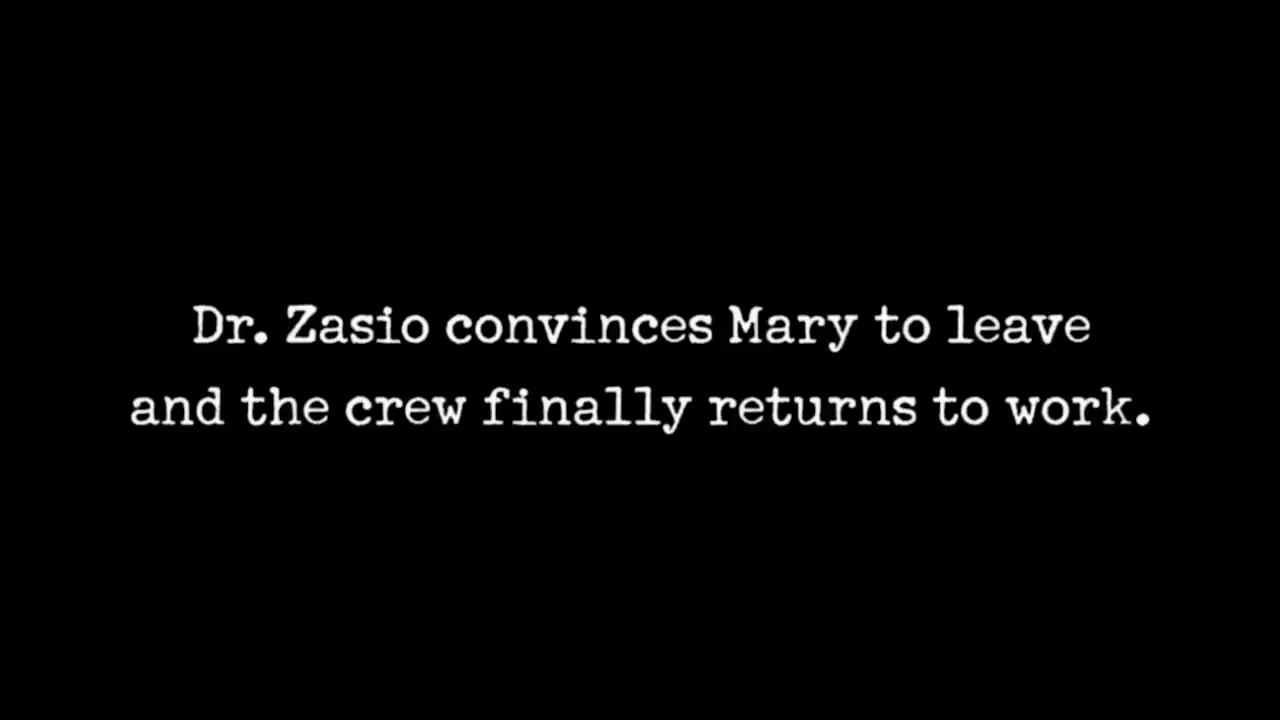 Dr. Zasio convinces Mary to leave
and the crew finally returns to work.